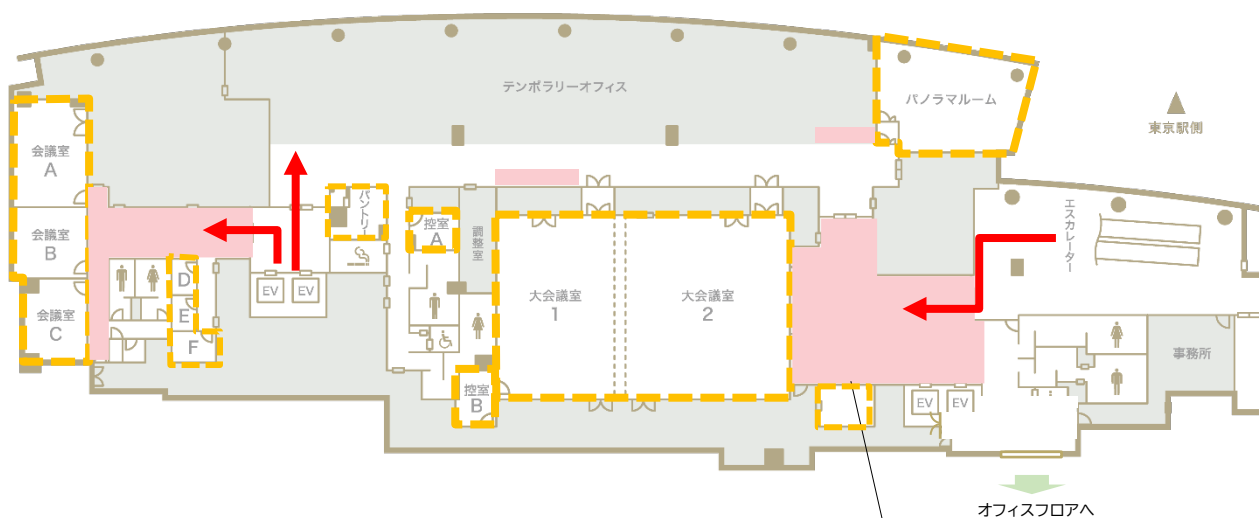 テンポラリーオフィス
パノラマルーム
東京駅側
会議室
A
会議室
B
会議室
C
D
E
F
EV
EV
パントリー
控室
A
調整室
控室
B
大会議室
1
大会議室
2
エスカレーター
事務所
EV
EV
オフィスフロアへ